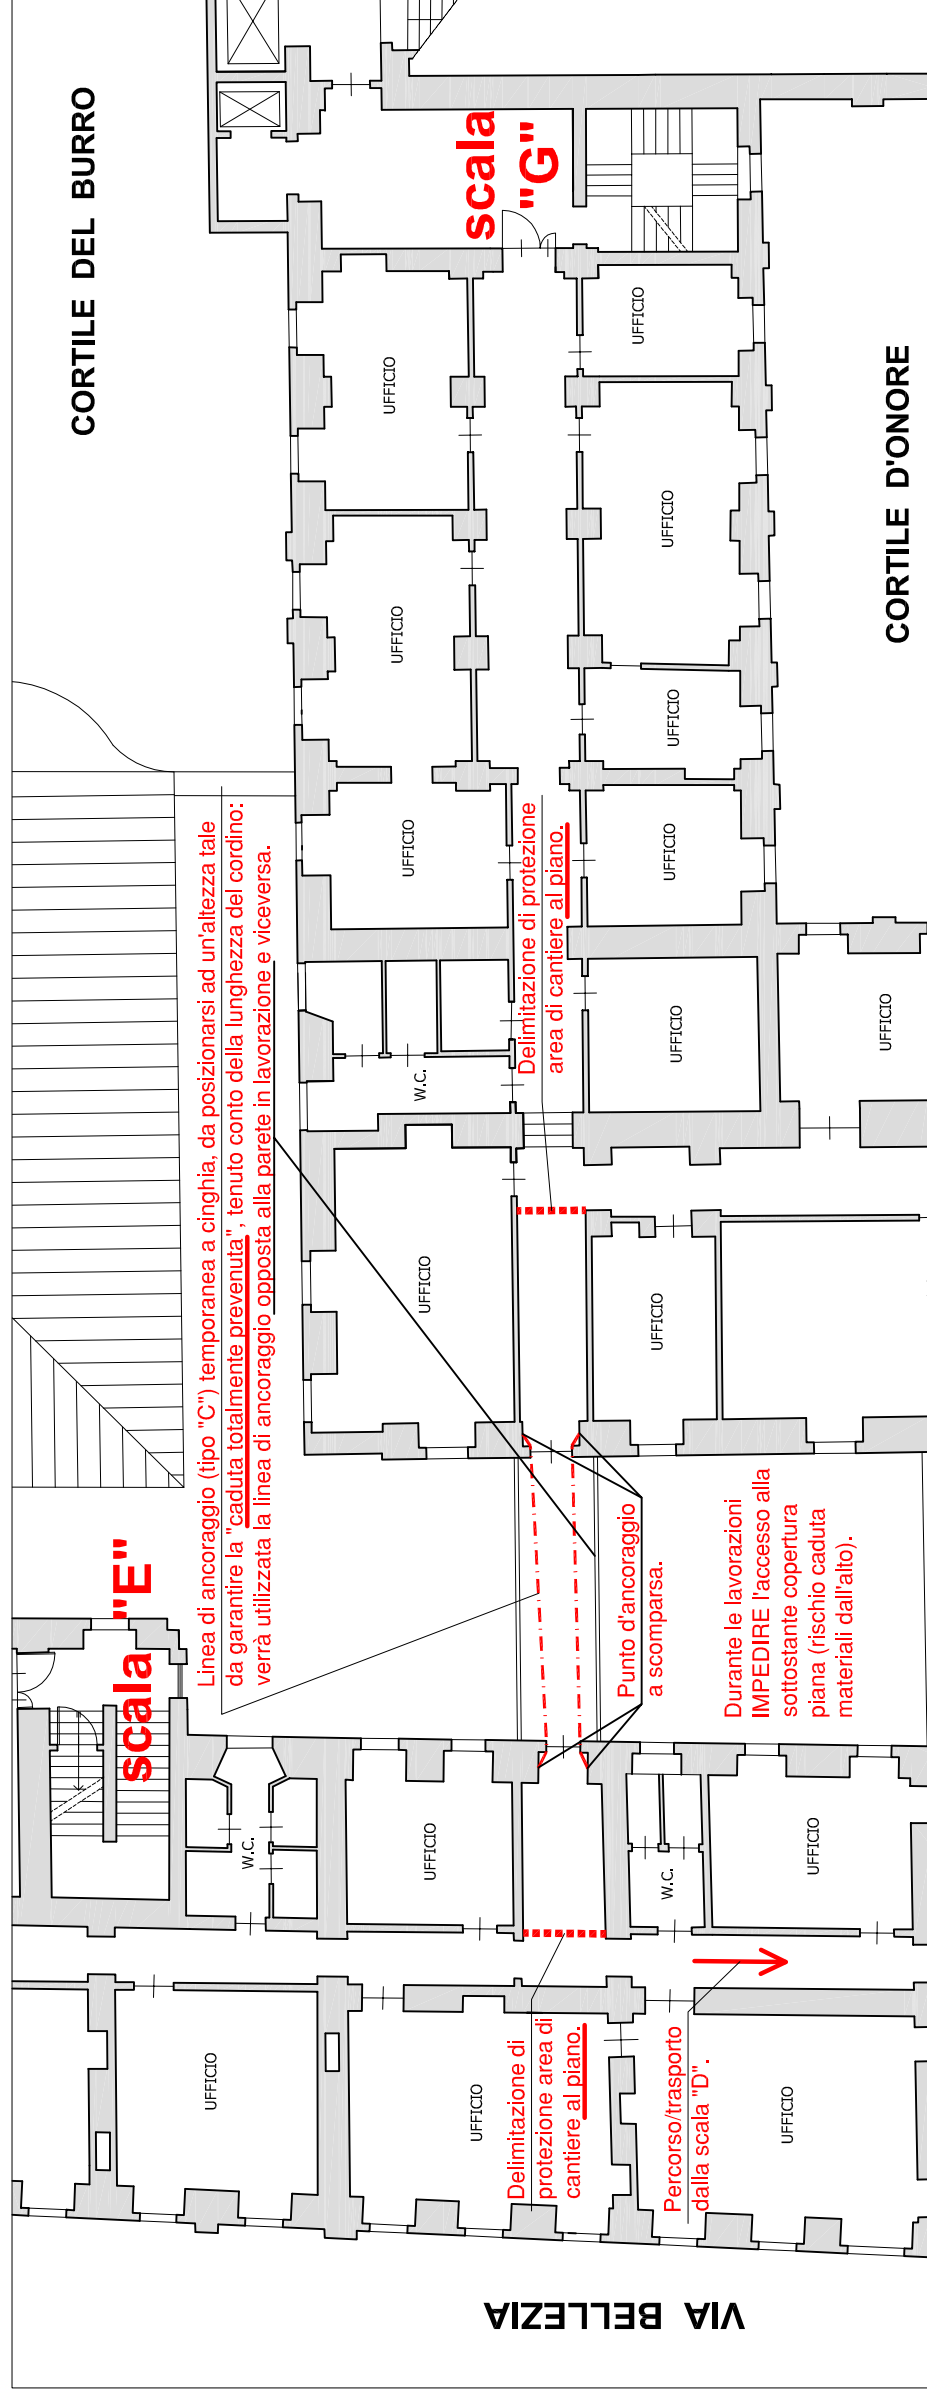 CORTILE DEL BURRO
scala
"G"
UFFICIO
UFFICIO
CORTILE D'ONORE
UFFICIO
UFFICIO
UFFICIO
UFFICIO
UFFICIO
UFFICIO
Linea di ancoraggio (tipo "C") temporanea a cinghia, da posizionarsi ad un'altezza tale
da garantire la "caduta totalmente prevenuta", tenuto conto della lunghezza del cordino:
verrà utilizzata la linea di ancoraggio opposta alla parete in lavorazione e viceversa.
Delimitazione di protezione
area di cantiere al piano.
W.C.
UFFICIO
UFFICIO
UFFICIO
UFFICIO
scala "E"
Punto d'ancoraggio
a scomparsa.
Durante le lavorazioni
IMPEDIRE l'accesso alla
sottostante copertura
piana (rischio caduta
materiali dall'alto).
W.C.
UFFICIO
W.C.
UFFICIO
UFFICIO
UFFICIO
Delimitazione di
protezione area di
cantiere al piano.
Percorso/trasporto
dalla scala "D".
UFFICIO
VIA BELLEZIA